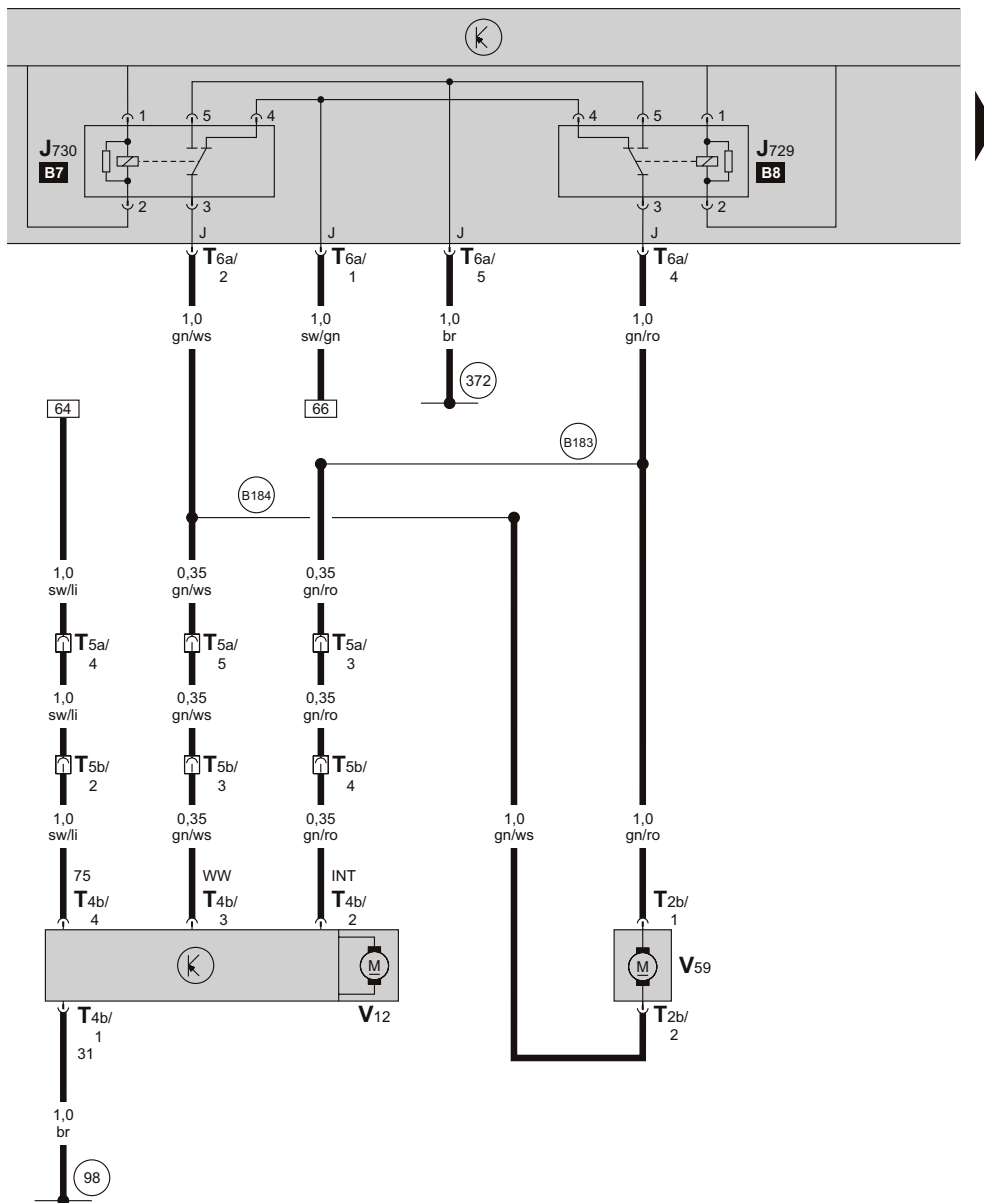 1 5 4 4 5 1
J730 J729
B7 B8
2 3 3 2
J J
T6a/ T6a/ T6a/ T6a/
2 1 5 4
1,0 1,0 1,0 1,0
gn/ws sw/gn br gn/ro
372
64 66
B183
B184
1,0 0,35 0,35
sw/li gn/ws gn/ro
T5a/ T5a/ T5a/
4 5 3
1,0 0,35 0,35
sw/li gn/ws gn/ro
T5b/ T5b/ T5b/
2 3 4
1,0 0,35 0,35 1,0 1,0
sw/li gn/ws gn/ro gn/ws gn/ro
75 WW INT
T4b/ T4b/ T4b/ T2b/
4 3 2 1
M M V59
T4b/ V12 T2b/
1 2
31
1,0
br
98